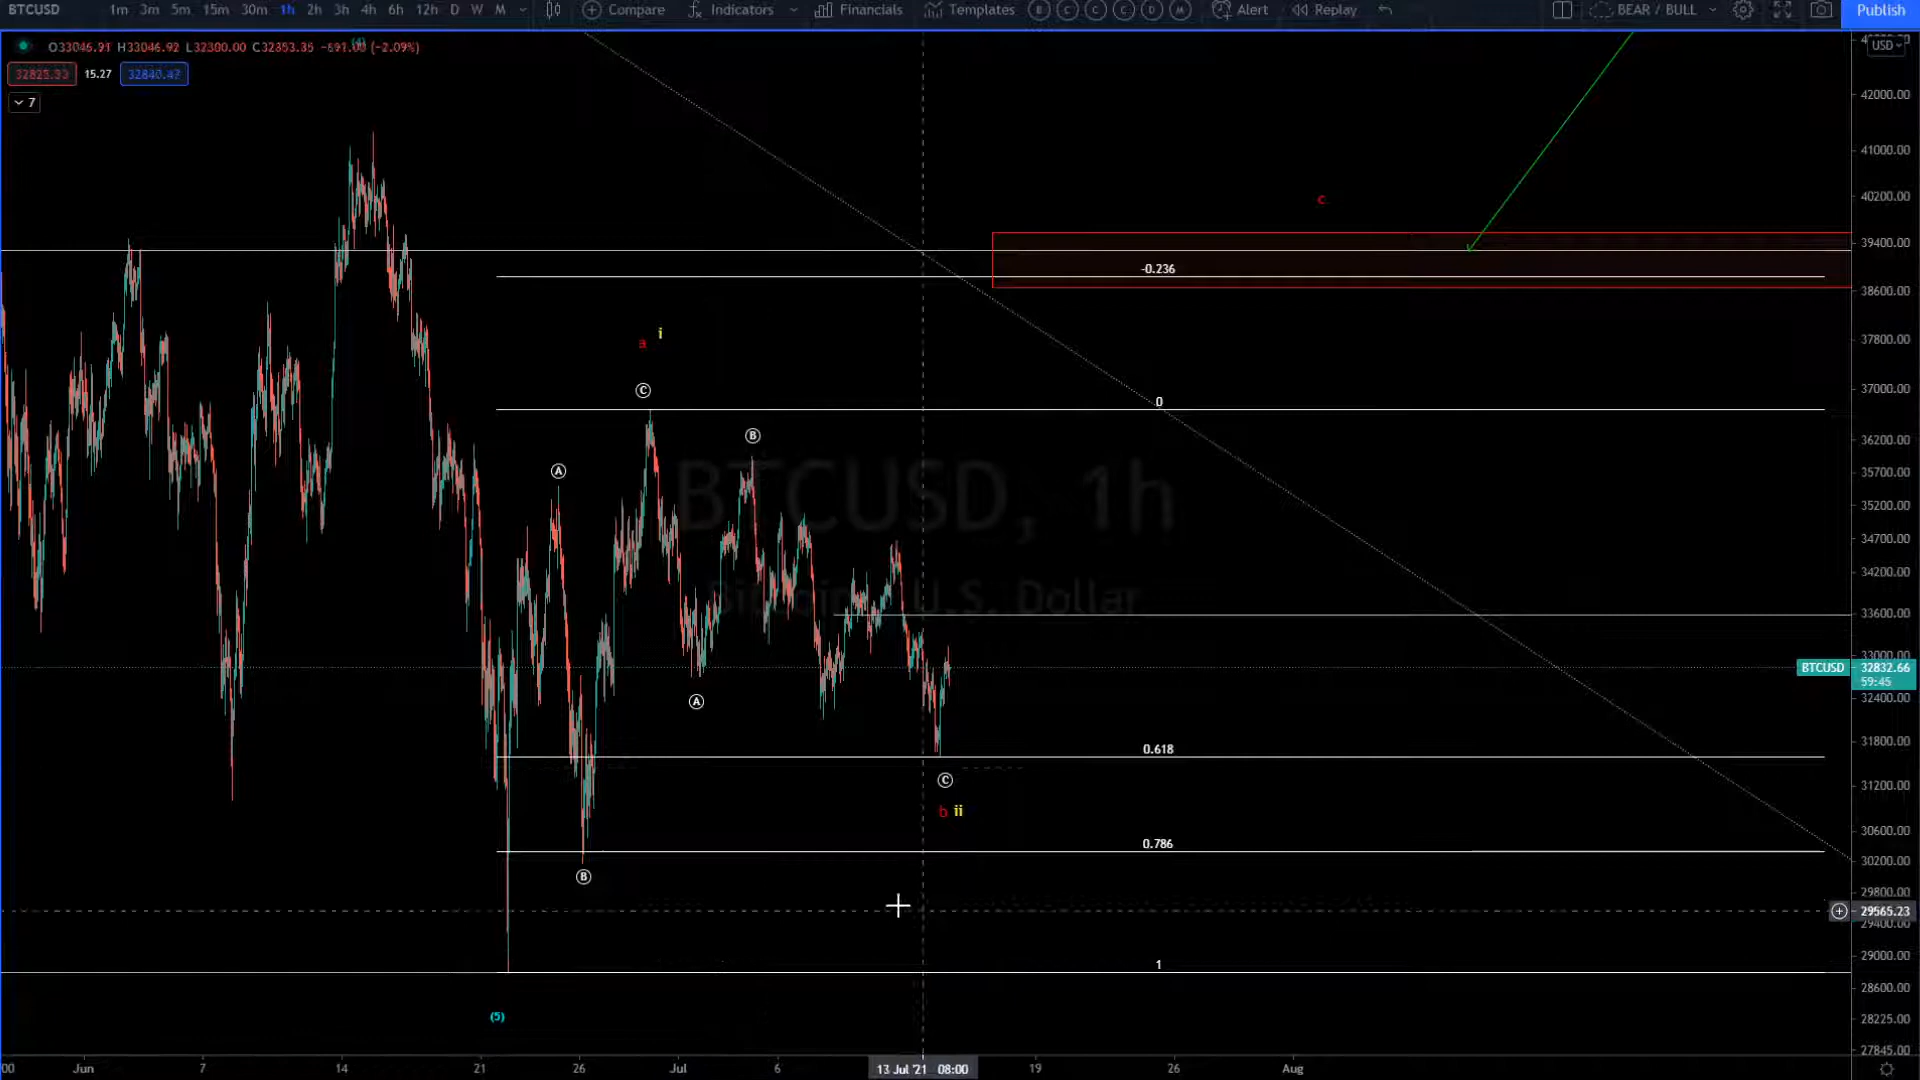 BTCUSD 1m 3m 5m 15m 30m 1h 2h 3h 4h 6h 12h D W M Compare Indicators Financials Templates B C C C D M Alert Replay BEAR / BULL Publish
O33046.91 H33046.92 L32300.00 (-2.09%)
15.27 32840.47
7
USD
42000.00
41000.00
40200.00
c
39400.00
-0.236
38600.00
i
a
37800.00
C
37000.00
0
B
36200.00
A
35700.00
BTCUSD, 1h
35200.00
34700.00
34200.00
U.S. Dollar
33600.00
33000.00
BTCUSD 32832.66
59:45
32400.00
A
0.618
31800.00
C
31200.00
b ii
0.786
30600.00
30200.00
B
29800.00
29565.23
29400.00
1
29000.00
28600.00
(5)
28225.00
27845.00
Jun 7 14 21 26 Jul 6 13 Jul '21 08:00 19 26 Aug